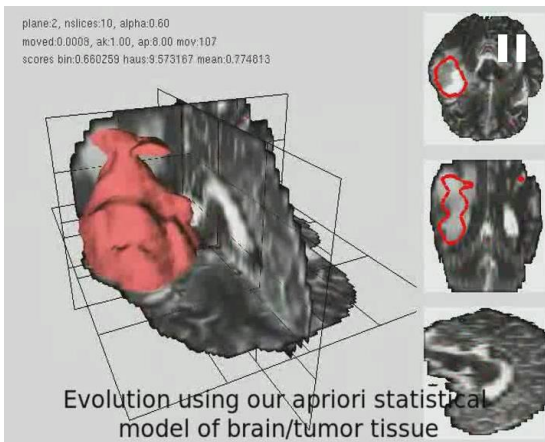 plane:2, nslices:10, alpha:0.60
moved:0.0008, ak:1.00, ap:8.00 mov:107
scores bin:0.660259 haus:9.573167 mean:0.774613
Evolution using our apriori statistical
model of brain/tumor tissue